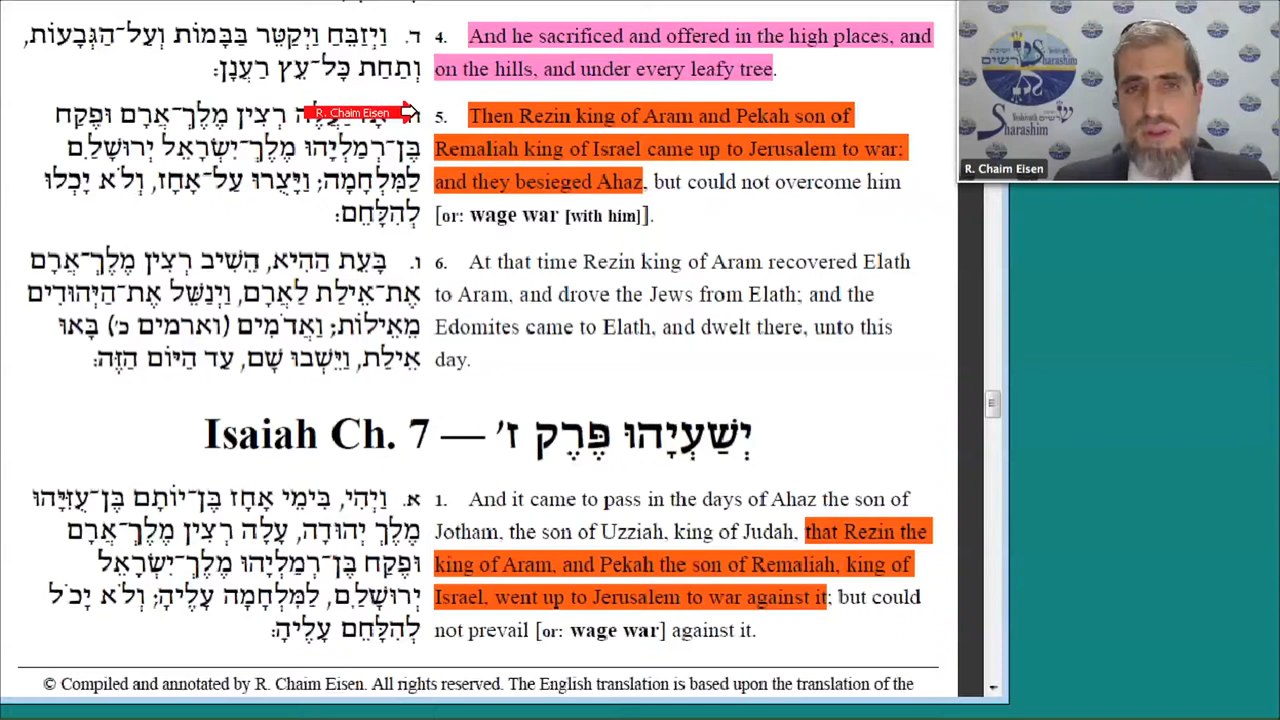 ד. וַיְזַבֵּחַ וַיְקַטֵּר בַּבָּמוֹת וְעַל־הַגְּבָעוֹת,
וְתַחַת כָּל־עֵץ רַעֲנָן:
4. And he sacrificed and offered in the high places, and
on the hills, and under every leafy tree.
רְצִין מֶלֶךְ־אֲרָם וּפֶקַח
בֶּן־רְמַלְיָהוּ מֶלֶךְ־יִשְׂרָאֵל יְרוּשָׁלַ͏ִם
לַמִּלְחָמָה; וַיָּצֻרוּ עַל־אָחָז, וְלֹא יָכְלוּ
לְהִלָּחֵם:
R. Chaim Eisen
5. Then Rezin king of Aram and Pekah son of
Remaliah king of Israel came up to Jerusalem to war:
and they besieged Ahaz, but could not overcome him
[or: wage war [with him]].
ו. בָּעֵת הַהִיא, הֵשִׁיב רְצִין מֶלֶךְ־אֲרָם
אֶת־אֵילַת לַאֲרָם, וַיְנַשֵּׁל אֶת־הַיְּהוּדִים
מֵאֵילוֹת; וַאֲדֹמִים (וארמים כ׳) בָּאוּ
אֵילַת, וַיֵּשְׁבוּ שָׁם, עַד הַיּוֹם הַזֶּה:
6. At that time Rezin king of Aram recovered Elath
to Aram, and drove the Jews from Elath; and the
Edomites came to Elath, and dwelt there, unto this
day.
Isaiah Ch. 7 — יְשַׁעְיָהוּ פֶּרֶק ז׳
א. וַיְהִי, בִּימֵי אָחָז בֶּן־יוֹתָם בֶּן־עֻזִּיָּהוּ
מֶלֶךְ יְהוּדָה, עָלָה רְצִין מֶלֶךְ־אֲרָם
וּפֶקַח בֶּן־רְמַלְיָהוּ מֶלֶךְ־יִשְׂרָאֵל
יְרוּשָׁלַ͏ִם, לַמִּלְחָמָה עָלֶיהָ; וְלֹא יָכֹל
לְהִלָּחֵם עָלֶיהָ:
1. And it came to pass in the days of Ahaz the son of
Jotham, the son of Uzziah, king of Judah, that Rezin the
king of Aram, and Pekah the son of Remaliah, king of
Israel, went up to Jerusalem to war against it; but could
not prevail [or: wage war] against it.
© Compiled and annotated by R. Chaim Eisen. All rights reserved. The English translation is based upon the translation of the
Yeshivath Sharashim
R. Chaim Eisen